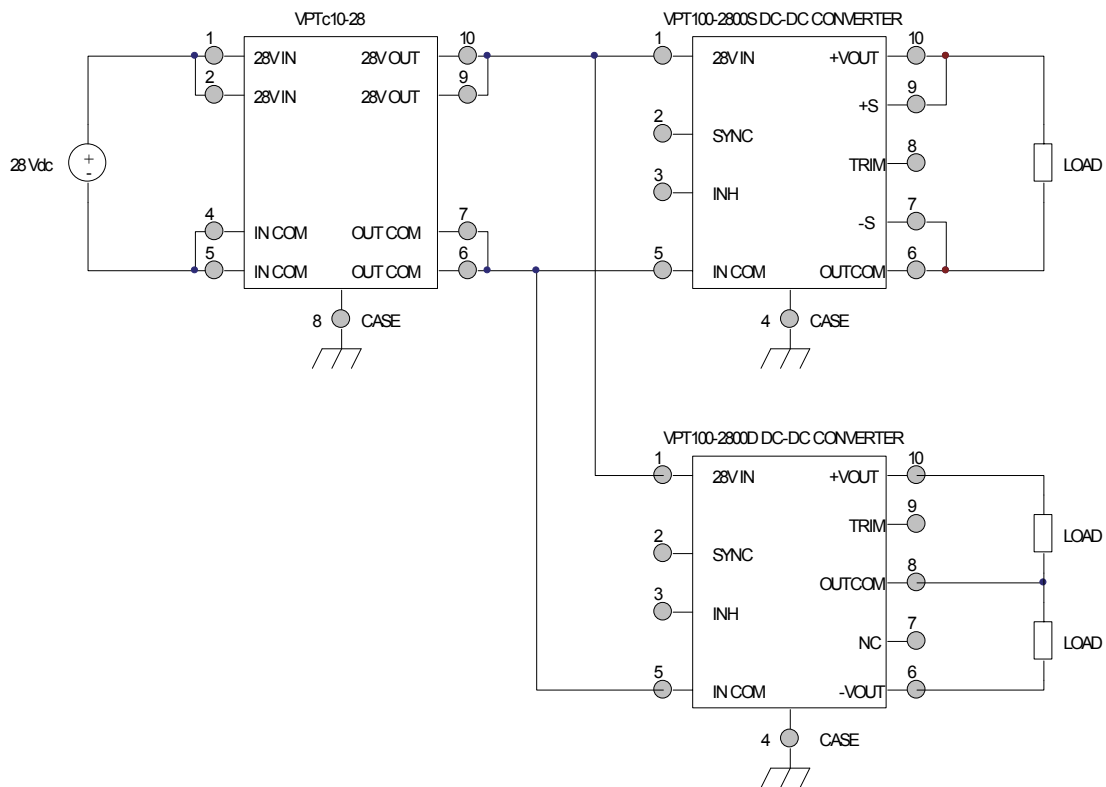 VPTc10-28
VPT100-2800S DC-DC CONVERTER
1 28V IN 28V OUT 10
2 28V IN 28V OUT 9
4 IN COM OUT COM 7
5 IN COM OUT COM 6
8 CASE
28 Vdc
+
-
1 28V IN +VOUT 10
+S 9
2 SYNC
TRIM 8
3 INH
-S 7
5 IN COM OUTCOM 6
4 CASE
LOAD
VPT100-2800D DC-DC CONVERTER
1 28V IN +VOUT 10
TRIM 9
2 SYNC
OUTCOM 8
3 INH
NC 7
5 IN COM -VOUT 6
4 CASE
LOAD
LOAD